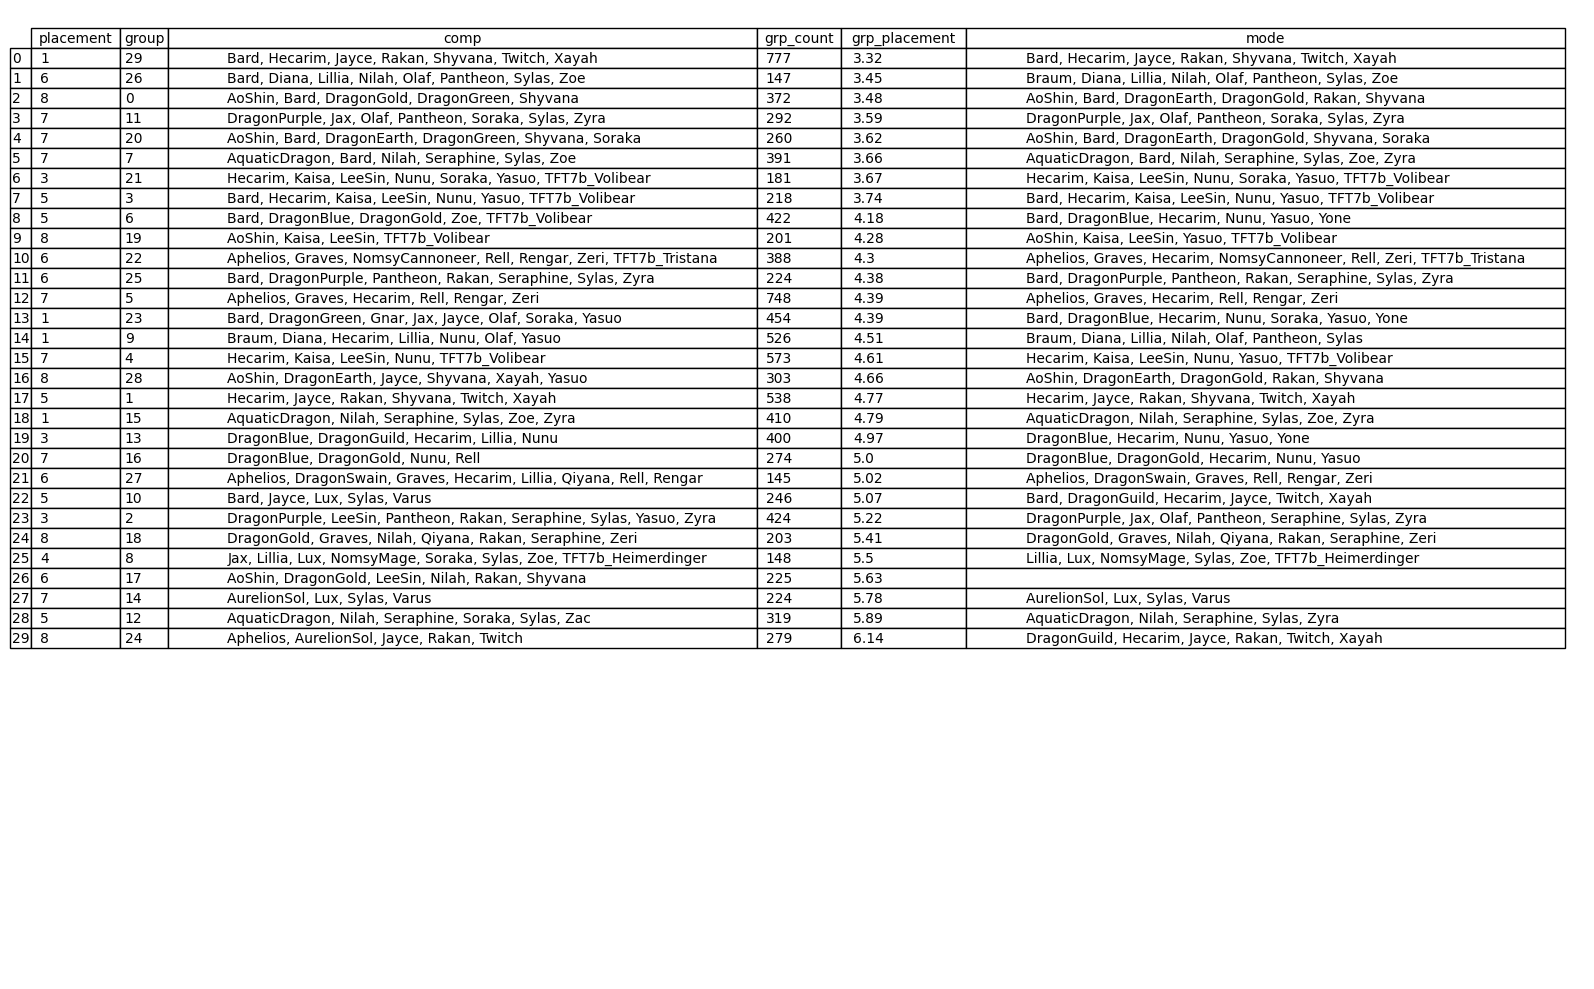 placement group comp grp_count grp_placement mode
0 1 29 Bard, Hecarim, Jayce, Rakan, Shyvana, Twitch, Xayah 777 3.32 Bard, Hecarim, Jayce, Rakan, Shyvana, Twitch, Xayah
1 6 26 Bard, Diana, Lillia, Nilah, Olaf, Pantheon, Sylas, Zoe 147 3.45 Braum, Diana, Lillia, Nilah, Olaf, Pantheon, Sylas, Zoe
2 8 0 AoShin, Bard, DragonGold, DragonGreen, Shyvana 372 3.48 AoShin, Bard, DragonEarth, DragonGold, Rakan, Shyvana
3 7 11 DragonPurple, Jax, Olaf, Pantheon, Soraka, Sylas, Zyra 292 3.59 DragonPurple, Jax, Olaf, Pantheon, Soraka, Sylas, Zyra
4 7 20 AoShin, Bard, DragonEarth, DragonGreen, Shyvana, Soraka 260 3.62 AoShin, Bard, DragonEarth, DragonGold, Shyvana, Soraka
5 7 7 AquaticDragon, Bard, Nilah, Seraphine, Sylas, Zoe 391 3.66 AquaticDragon, Bard, Nilah, Seraphine, Sylas, Zoe, Zyra
6 3 21 Hecarim, Kaisa, LeeSin, Nunu, Soraka, Yasuo, TFT7b_Volibear 181 3.67 Hecarim, Kaisa, LeeSin, Nunu, Soraka, Yasuo, TFT7b_Volibear
7 5 3 Bard, Hecarim, Kaisa, LeeSin, Nunu, Yasuo, TFT7b_Volibear 218 3.74 Bard, Hecarim, Kaisa, LeeSin, Nunu, Yasuo, TFT7b_Volibear
8 5 6 Bard, DragonBlue, DragonGold, Zoe, TFT7b_Volibear 422 4.18 Bard, DragonBlue, Hecarim, Nunu, Yasuo, Yone
9 8 19 AoShin, Kaisa, LeeSin, TFT7b_Volibear 201 4.28 AoShin, Kaisa, LeeSin, Yasuo, TFT7b_Volibear
10 6 22 Aphelios, Graves, NomsyCannoneer, Rell, Rengar, Zeri, TFT7b_Tristana 388 4.3 Aphelios, Graves, Hecarim, NomsyCannoneer, Rell, Zeri, TFT7b_Tristana
11 6 25 Bard, DragonPurple, Pantheon, Rakan, Seraphine, Sylas, Zyra 224 4.38 Bard, DragonPurple, Pantheon, Rakan, Seraphine, Sylas, Zyra
12 7 5 Aphelios, Graves, Hecarim, Rell, Rengar, Zeri 748 4.39 Aphelios, Graves, Hecarim, Rell, Rengar, Zeri
13 1 23 Bard, DragonGreen, Gnar, Jax, Jayce, Olaf, Soraka, Yasuo 454 4.39 Bard, DragonBlue, Hecarim, Nunu, Soraka, Yasuo, Yone
14 1 9 Braum, Diana, Hecarim, Lillia, Nunu, Olaf, Yasuo 526 4.51 Braum, Diana, Lillia, Nilah, Olaf, Pantheon, Sylas
15 7 4 Hecarim, Kaisa, LeeSin, Nunu, TFT7b_Volibear 573 4.61 Hecarim, Kaisa, LeeSin, Nunu, Yasuo, TFT7b_Volibear
16 8 28 AoShin, DragonEarth, Jayce, Shyvana, Xayah, Yasuo 303 4.66 AoShin, DragonEarth, DragonGold, Rakan, Shyvana
17 5 1 Hecarim, Jayce, Rakan, Shyvana, Twitch, Xayah 538 4.77 Hecarim, Jayce, Rakan, Shyvana, Twitch, Xayah
18 1 15 AquaticDragon, Nilah, Seraphine, Sylas, Zoe, Zyra 410 4.79 AquaticDragon, Nilah, Seraphine, Sylas, Zoe, Zyra
19 3 13 DragonBlue, DragonGuild, Hecarim, Lillia, Nunu 400 4.97 DragonBlue, Hecarim, Nunu, Yasuo, Yone
20 7 16 DragonBlue, DragonGold, Nunu, Rell 274 5.0 DragonBlue, DragonGold, Hecarim, Nunu, Yasuo
21 6 27 Aphelios, DragonSwain, Graves, Hecarim, Lillia, Qiyana, Rell, Rengar 145 5.02 Aphelios, DragonSwain, Graves, Rell, Rengar, Zeri
22 5 10 Bard, Jayce, Lux, Sylas, Varus 246 5.07 Bard, DragonGuild, Hecarim, Jayce, Twitch, Xayah
23 3 2 DragonPurple, LeeSin, Pantheon, Rakan, Seraphine, Sylas, Yasuo, Zyra 424 5.22 DragonPurple, Jax, Olaf, Pantheon, Seraphine, Sylas, Zyra
24 8 18 DragonGold, Graves, Nilah, Qiyana, Rakan, Seraphine, Zeri 203 5.41 DragonGold, Graves, Nilah, Qiyana, Rakan, Seraphine, Zeri
25 4 8 Jax, Lillia, Lux, NomsyMage, Soraka, Sylas, Zoe, TFT7b_Heimerdinger 148 5.5 Lillia, Lux, NomsyMage, Sylas, Zoe, TFT7b_Heimerdinger
26 6 17 AoShin, DragonGold, LeeSin, Nilah, Rakan, Shyvana 225 5.63
27 7 14 AurelionSol, Lux, Sylas, Varus 224 5.78 AurelionSol, Lux, Sylas, Varus
28 5 12 AquaticDragon, Nilah, Seraphine, Soraka, Sylas, Zac 319 5.89 AquaticDragon, Nilah, Seraphine, Sylas, Zyra
29 8 24 Aphelios, AurelionSol, Jayce, Rakan, Twitch 279 6.14 DragonGuild, Hecarim, Jayce, Rakan, Twitch, Xayah